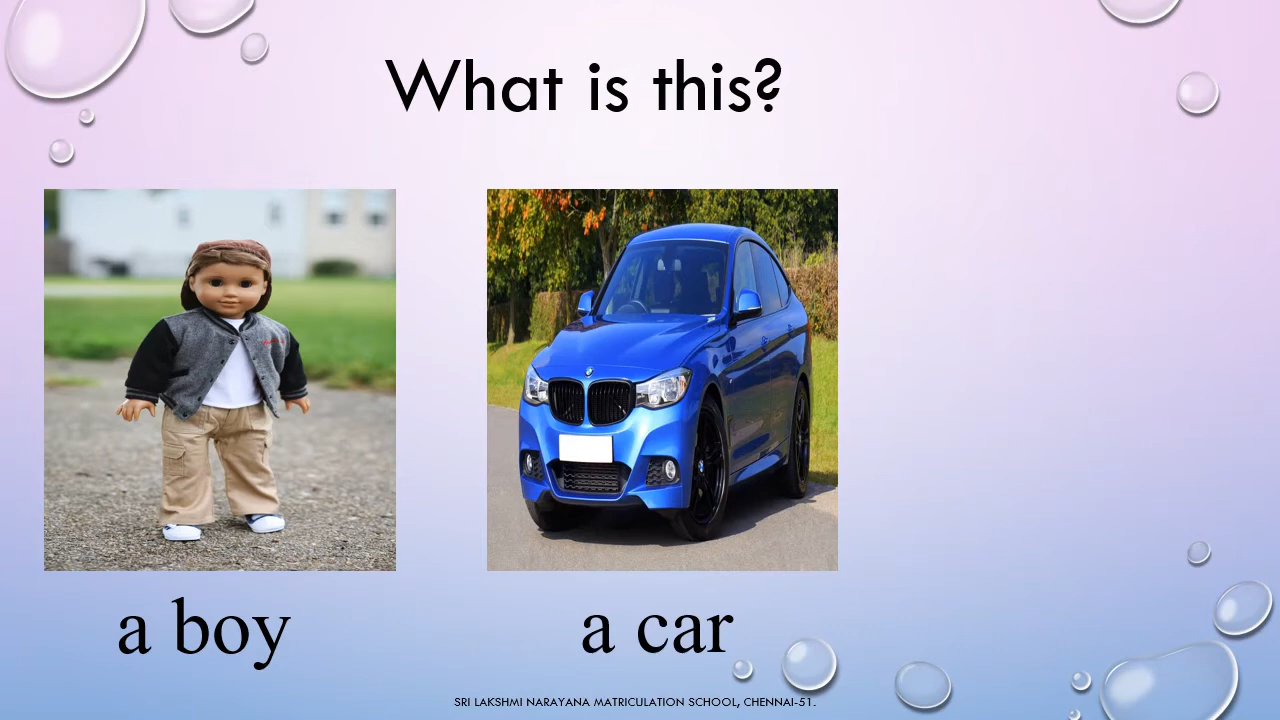 What is this?
a boy
a car
SRI LAKSHMI NARAYANA MATRICULATION SCHOOL, CHENNAI-51.